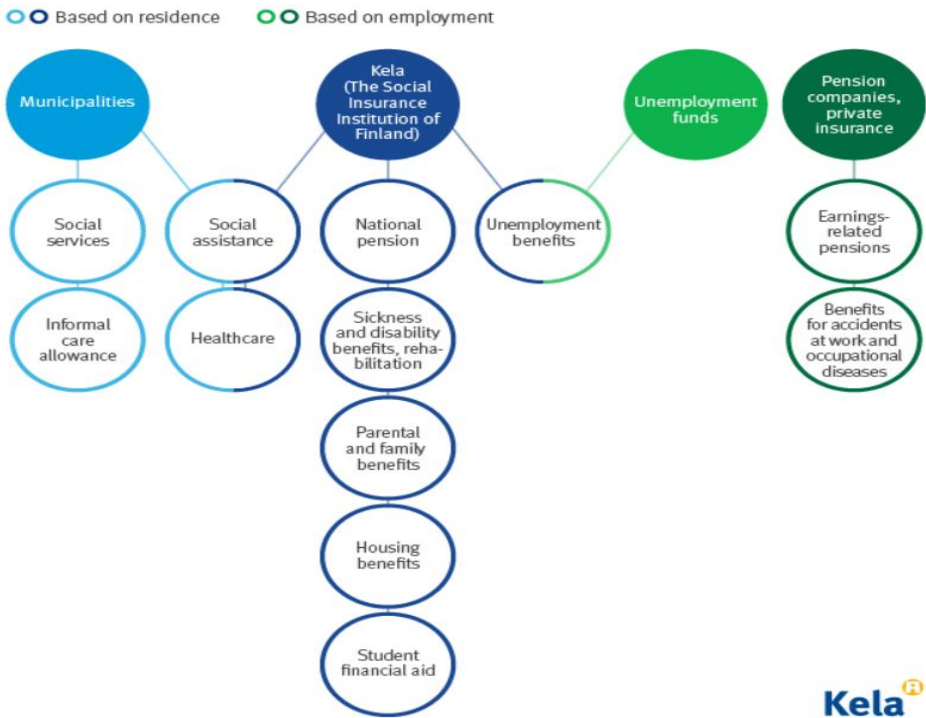 Based on residence
Based on employment
Municipalities
Kela
(The Social
Insurance
Institution of
Finland)
Unemployment
funds
Pension
companies,
private
insurance
Social
services
Social
assistance
National
pension
Unemployment
benefits
Earnings-
related
pensions
Informal
care
allowance
Healthcare
Sickness
and disability
benefits, reha-
bilitation
Benefits
for accidents
at work and
occupational
diseases
Parental
and family
benefits
Housing
benefits
Student
financial aid
Kela